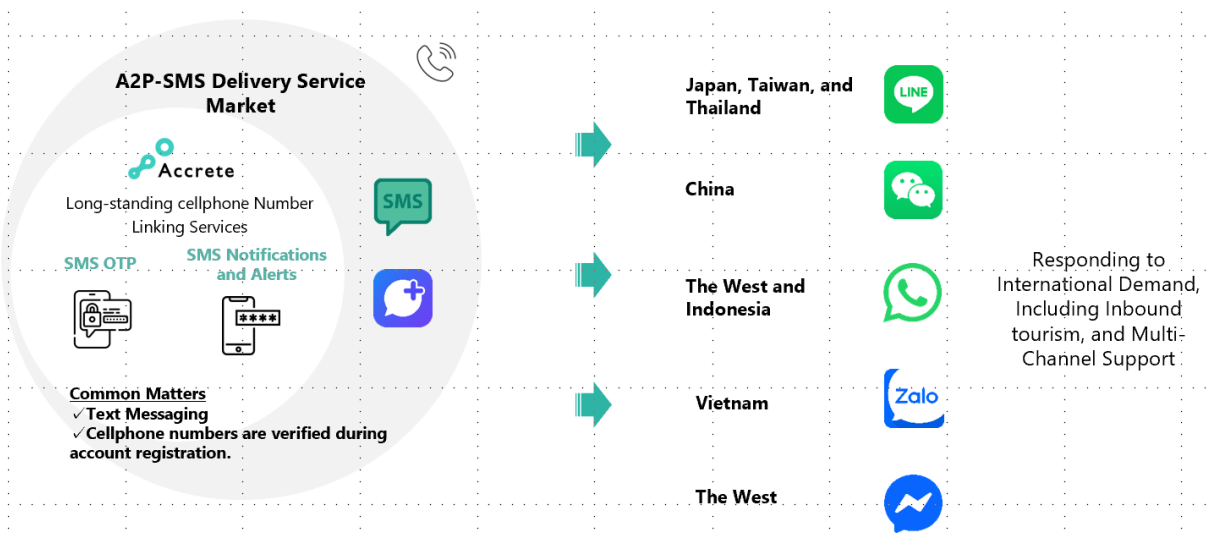 A2P-SMS Delivery Service
Market
Accrete
Long-standing cellphone Number
Linking Services
SMS OTP
SMS Notifications
and Alerts
****
SMS
Common Matters
✓Text Messaging
✓Cellphone numbers are verified during
account registration.
Japan, Taiwan, and
Thailand
LINE
China
The West and
Indonesia
Vietnam
Zalo
The West
Responding to
International Demand,
Including Inbound
tourism, and Multi-
Channel Support